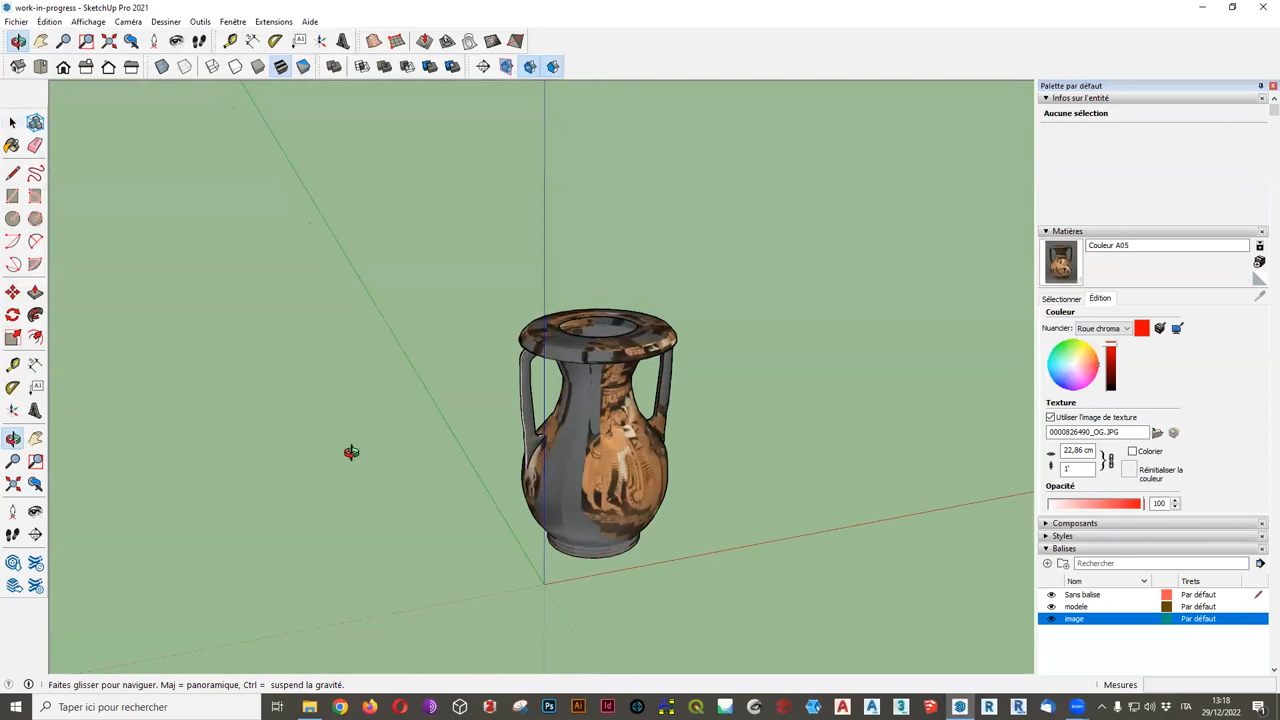 work-in-progress - SketchUp Pro 2021
Fichier Édition Affichage Caméra Dessiner Outils Fenêtre Extensions Aide
Palette par défaut
Infos sur l'entité
Aucune sélection
Matières
Couleur A05
Sélectionner Édition
Couleur
Nuancier: Roue chroma
Texture
Utiliser l'image de texture
0000826490_OG.JPG
22,86 cm
Colorier
1'
Réinitialiser la
couleur
Opacité
100
Composants
Styles
Balises
Rechercher
Nom Tirets
Sans balise Par défaut
modele Par défaut
image Par défaut
Faites glisser pour naviguer. Maj = panoramique, Ctrl = suspend la gravité.
Mesures
Taper ici pour rechercher
ITA
13:18
29/12/2022